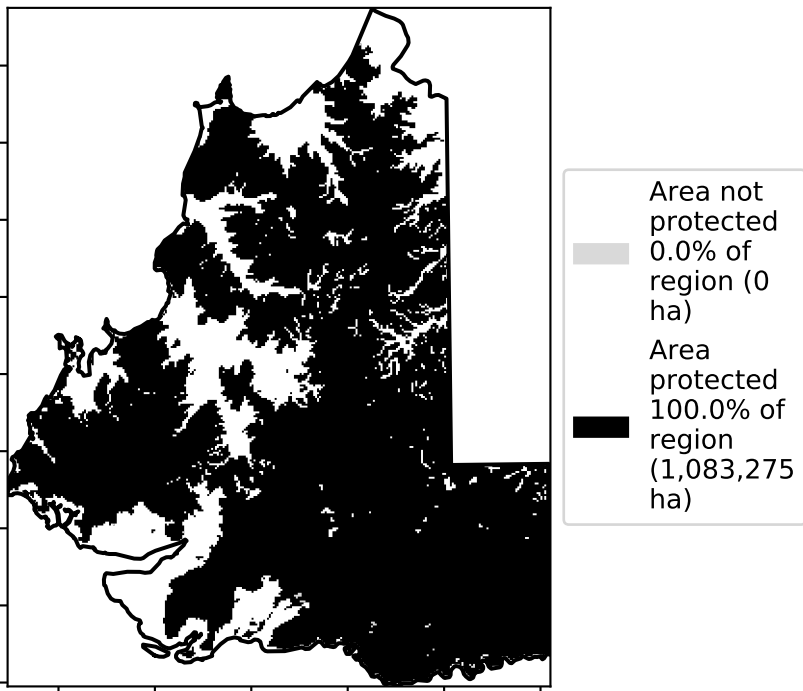 Area not
protected
0.0% of
region (0
ha)
Area
protected
100.0% of
region
(1,083,275
ha)